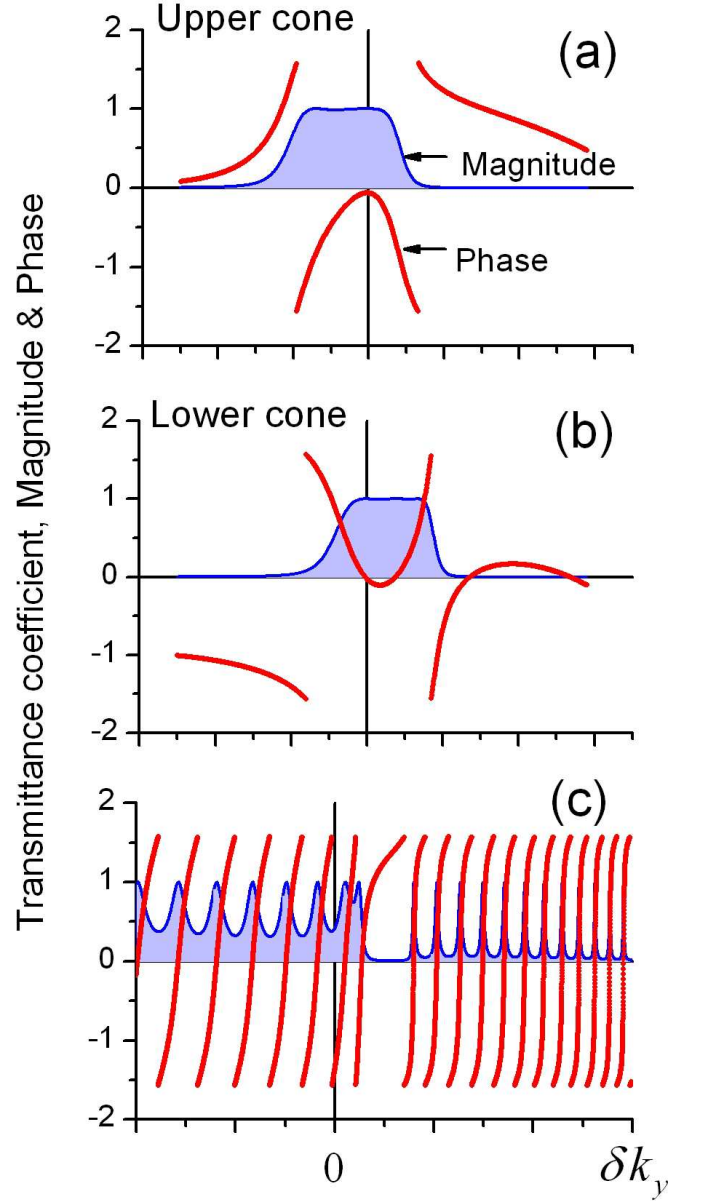 Transmittance coefficient, Magnitude & Phase
Upper cone
(a)
2
1
0
-1
-2
Magnitude
Phase
Lower cone
(b)
2
1
0
-1
-2
(c)
2
1
0
-1
-2
0
δk_y